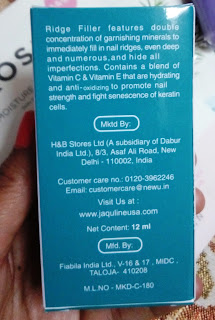 Ridge Filler features double
concentration of garnishing minerals to
immediately fill in nail ridges, even deep
and numerous,and hide all
imperfections. Contains a blend of
Vitamin C & Vitamin E that are hydrating
and anti-oxidizing to promote nail
strength and fight senescence of keratin
cells.
Mktd By:
H&B Stores Ltd (A subsidiary of Dabur
India Ltd.), 8/3, Asaf Ali Road, New
Delhi - 110002, India
Customer care no.: 0120-3962246
Email: customercare@newu.in
Visit Us at :
www.jaqulineusa.com
Net Content: 12 ml
Mfd. By:
Fiabila India Ltd., V-16 & 17 , MIDC ,
TALOJA- 410208
M.L.NO - MKD-C-180